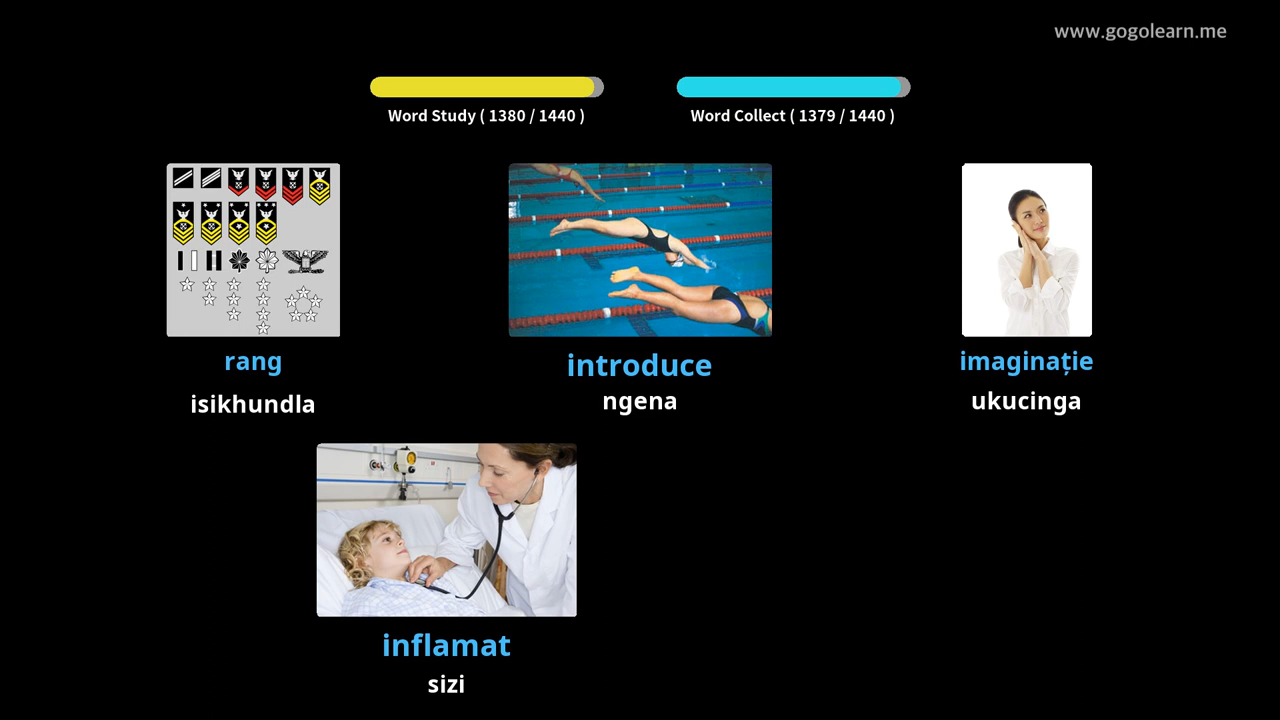 www.gogolearn.me
Word Study ( 1380 / 1440 )
Word Collect ( 1379 / 1440 )
rang
introduce
imaginație
isikhundla
ngena
ukucinga
inflamat
sizi